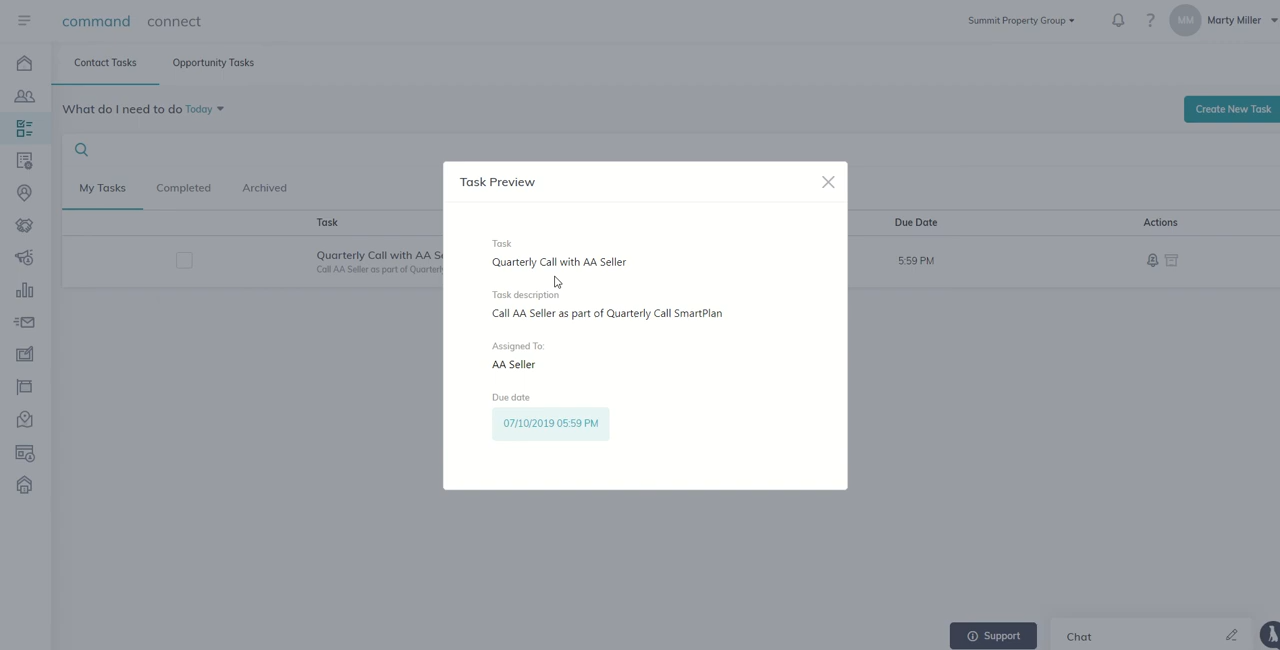 command connect
Summit Property Group
MM
Marty Miller
Contact Tasks
Opportunity Tasks
What do I need to do Today
Create New Task
My Tasks
Completed
Archived
Task
Due Date
Actions
Quarterly Call with AA Se
Call AA Seller as part of Quarterly
5:59 PM
Task Preview
Task
Quarterly Call with AA Seller
Task description
Call AA Seller as part of Quarterly Call SmartPlan
Assigned To:
AA Seller
Due date
07/10/2019 05:59 PM
Support
Chat